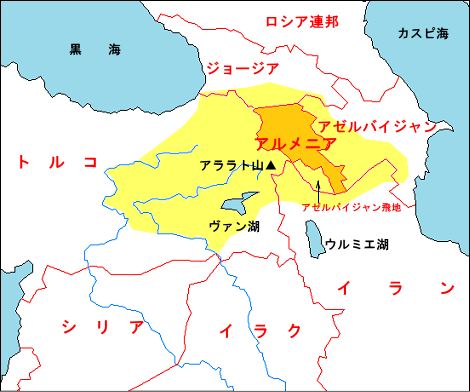 ロシア連邦
カスピ海
黒 海
ジョージア
アゼルバイジャン
アルメニア
トルコ
アララト山▲
アゼルバイジャン飛地
ヴァン湖
ウルミエ湖
イラン
シリア
イラク